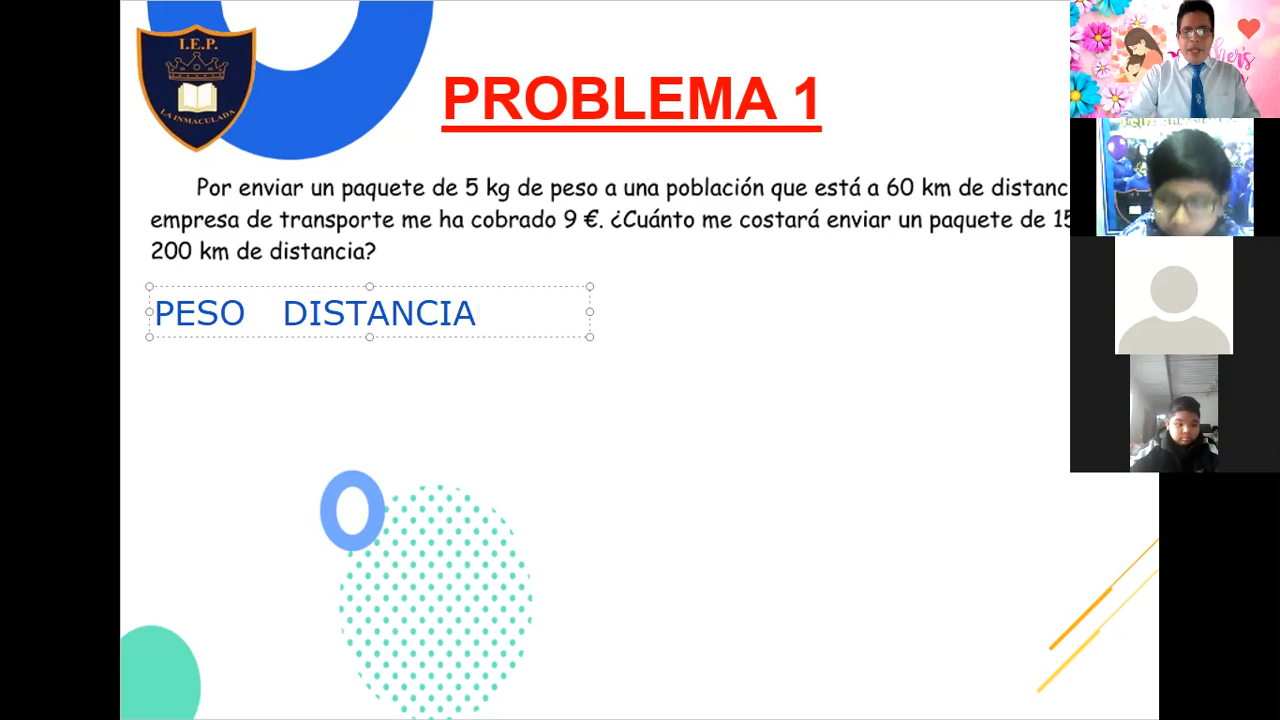 I.E.P.
LA INMACULADA
PROBLEMA 1
Por enviar un paquete de 5 kg de peso a una población que está a 60 km de
empresa de transporte me ha cobrado 9 €. ¿Cuánto me costará enviar un paquete de
200 km de distancia?
PESO DISTANCIA